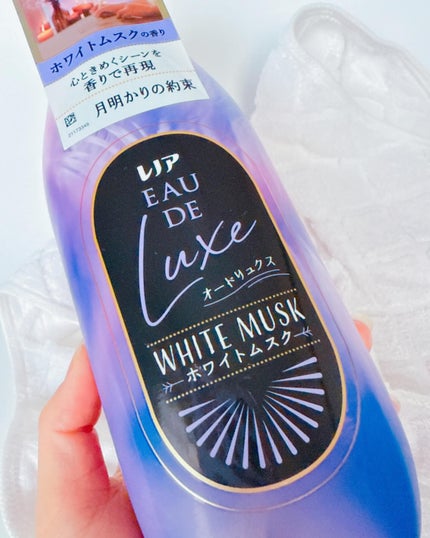 ホワイトムスクの香り
心ときめくシーンを
香りで再現
月明かりの約束
レノア
EAU
DE
Luxe
オードリュクス
WHITE MUSK
ホワイトムスク